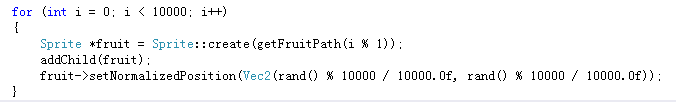 for (int i = 0; i < 10000; i++)
{
    Sprite *fruit = Sprite::create(getFruitPath(i % 1));
    addChild(fruit);
    fruit->setNormalizedPosition(Vec2(rand() % 10000 / 10000.0f, rand() % 10000 / 10000.0f));
}